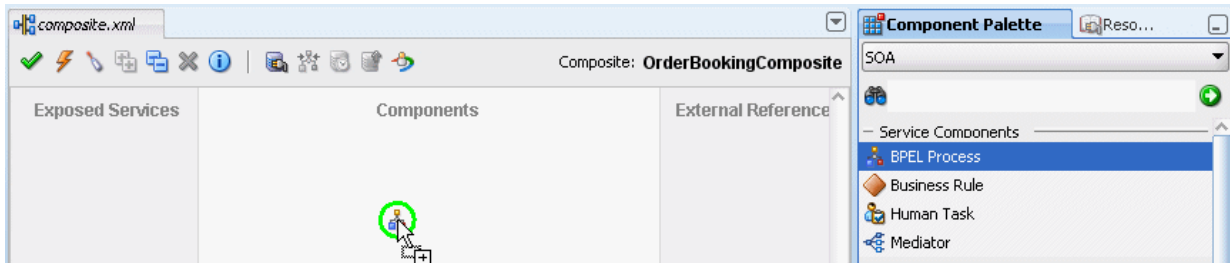 composite.xml
Composite: OrderBookingComposite
Exposed Services
Components
External Reference
Component Palette
Reso...
SOA
Service Components
BPEL Process
Business Rule
Human Task
Mediator